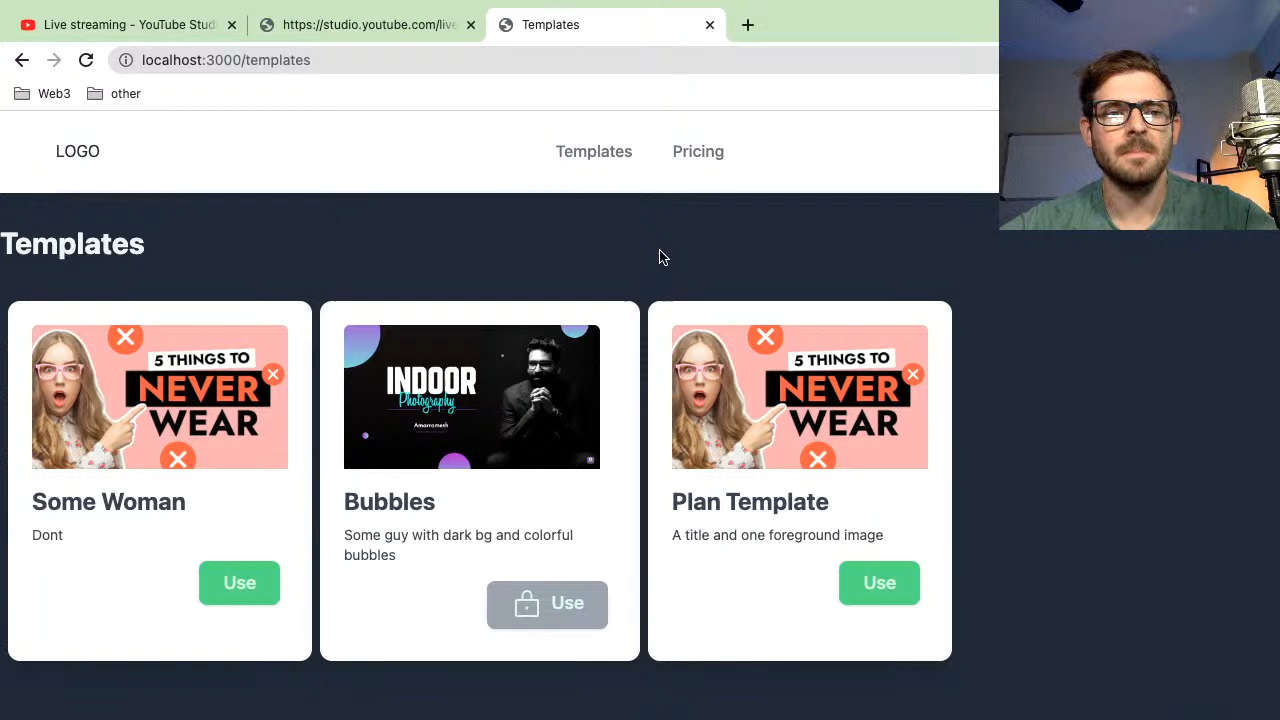 Live streaming - YouTube Stud
https://studio.youtube.com/live
Templates
localhost:3000/templates
Web3
other
LOGO
Templates
Pricing
Templates
5 THINGS TO
NEVER
WEAR
Some Woman
Dont
Use
INDOOR
Photography
Amarramesh
Bubbles
Some guy with dark bg and colorful
bubbles
Use
5 THINGS TO
NEVER
WEAR
Plan Template
A title and one foreground image
Use